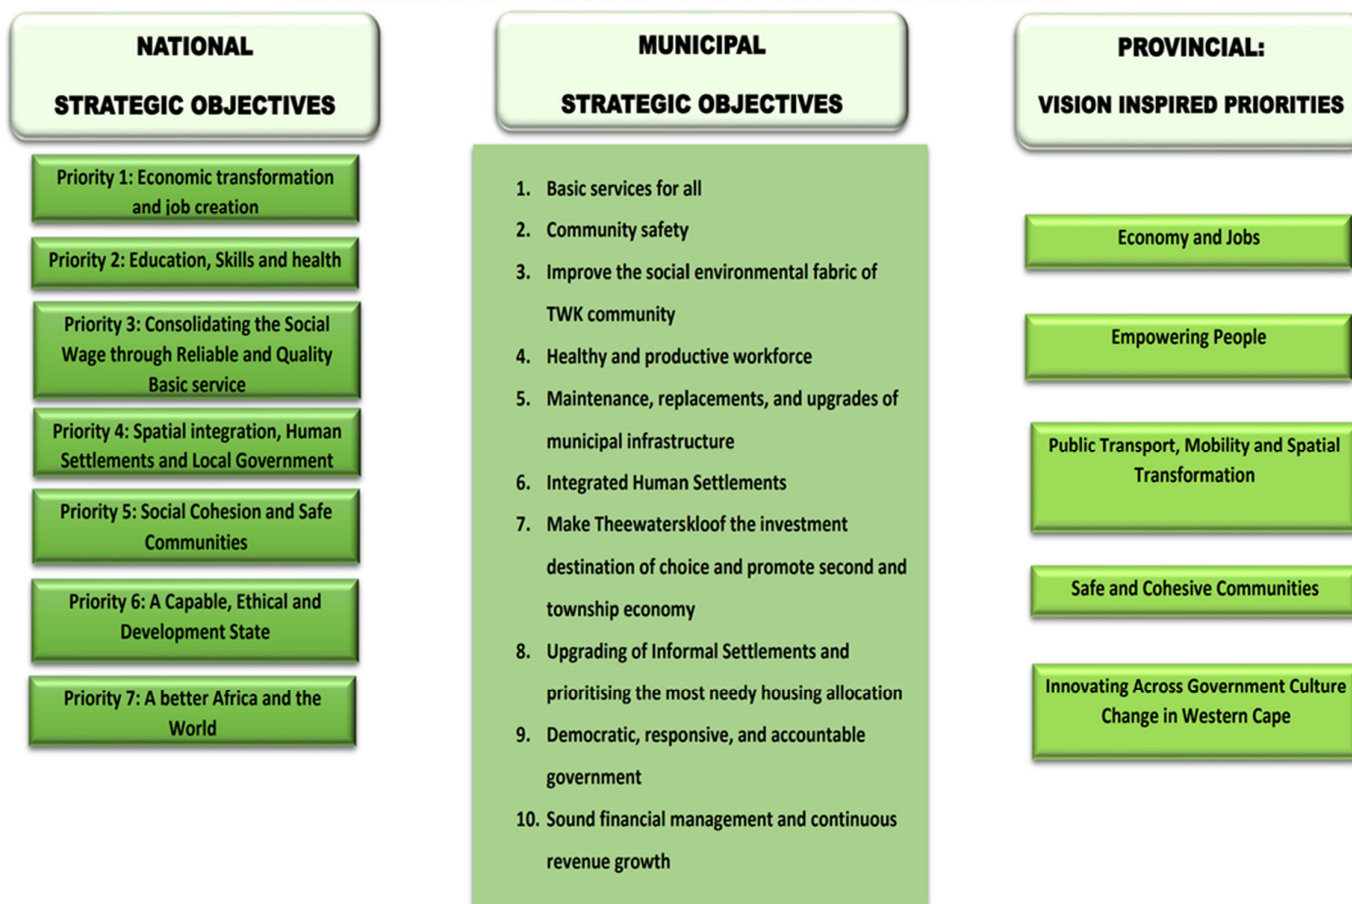 NATIONAL
STRATEGIC OBJECTIVES
Priority 1: Economic transformation
and job creation
Priority 2: Education, Skills and health
Priority 3: Consolidating the Social
Wage through Reliable and Quality
Basic service
Priority 4: Spatial integration, Human
Settlements and Local Government
Priority 5: Social Cohesion and Safe
Communities
Priority 6: A Capable, Ethical and
Development State
Priority 7: A better Africa and the
World
MUNICIPAL
STRATEGIC OBJECTIVES
1. Basic services for all
2. Community safety
3. Improve the social environmental fabric of
TWK community
4. Healthy and productive workforce
5. Maintenance, replacements, and upgrades of
municipal infrastructure
6. Integrated Human Settlements
7. Make Theewaterskloof the investment
destination of choice and promote second and
township economy
8. Upgrading of Informal Settlements and
prioritising the most needy housing allocation
9. Democratic, responsive, and accountable
government
10. Sound financial management and continuous
revenue growth
PROVINCIAL:
VISION INSPIRED PRIORITIES
Economy and Jobs
Empowering People
Public Transport, Mobility and Spatial
Transformation
Safe and Cohesive Communities
Innovating Across Government Culture
Change in Western Cape